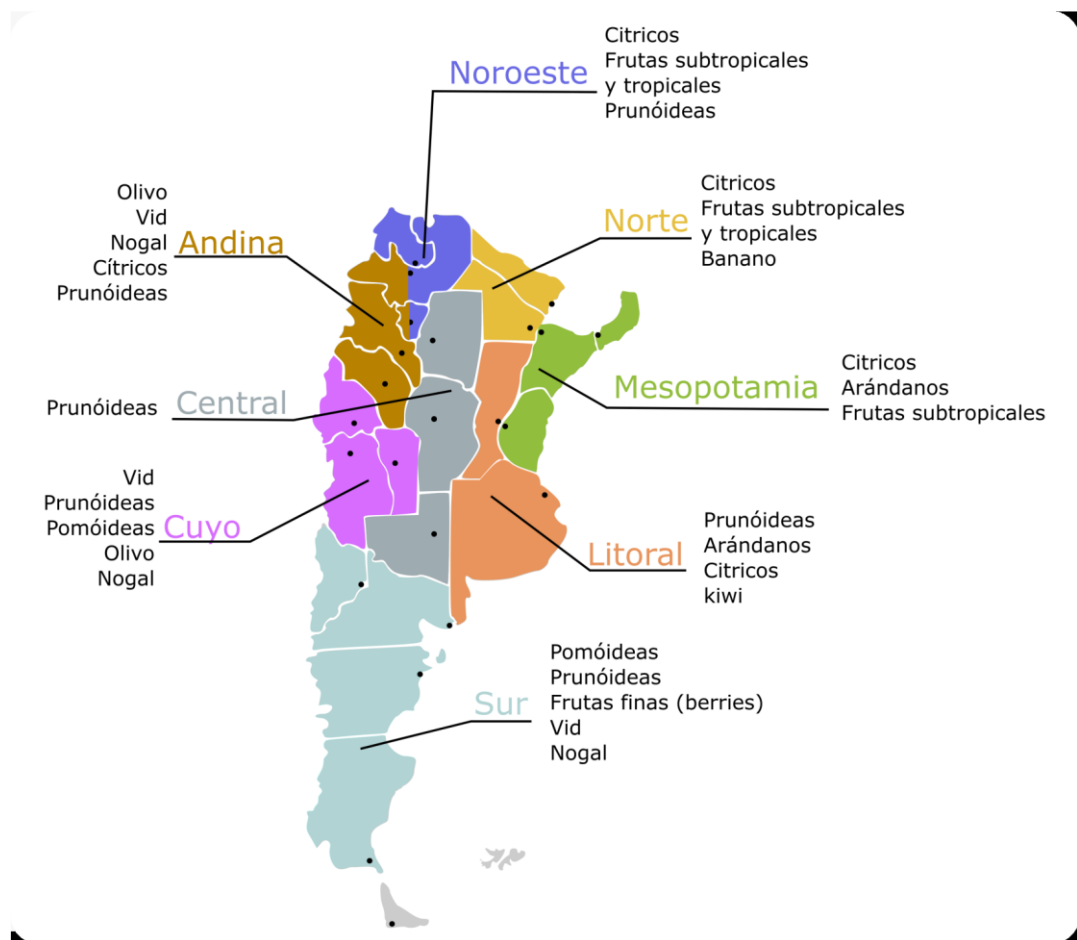 Noroeste
Citricos
Frutas subtropicales
y tropicales
Prunóideas
Norte
Citricos
Frutas subtropicales
y tropicales
Banano
Olivo
Vid
Nogal
Cítricos
Prunóideas
Andina
Mesopotamia
Citricos
Arándanos
Frutas subtropicales
Prunóideas
Central
Vid
Prunóideas
Pomóideas
Olivo
Nogal
Cuyo
Litoral
Prunóideas
Arándanos
Citricos
kiwi
Sur
Pomóideas
Prunóideas
Frutas finas (berries)
Vid
Nogal